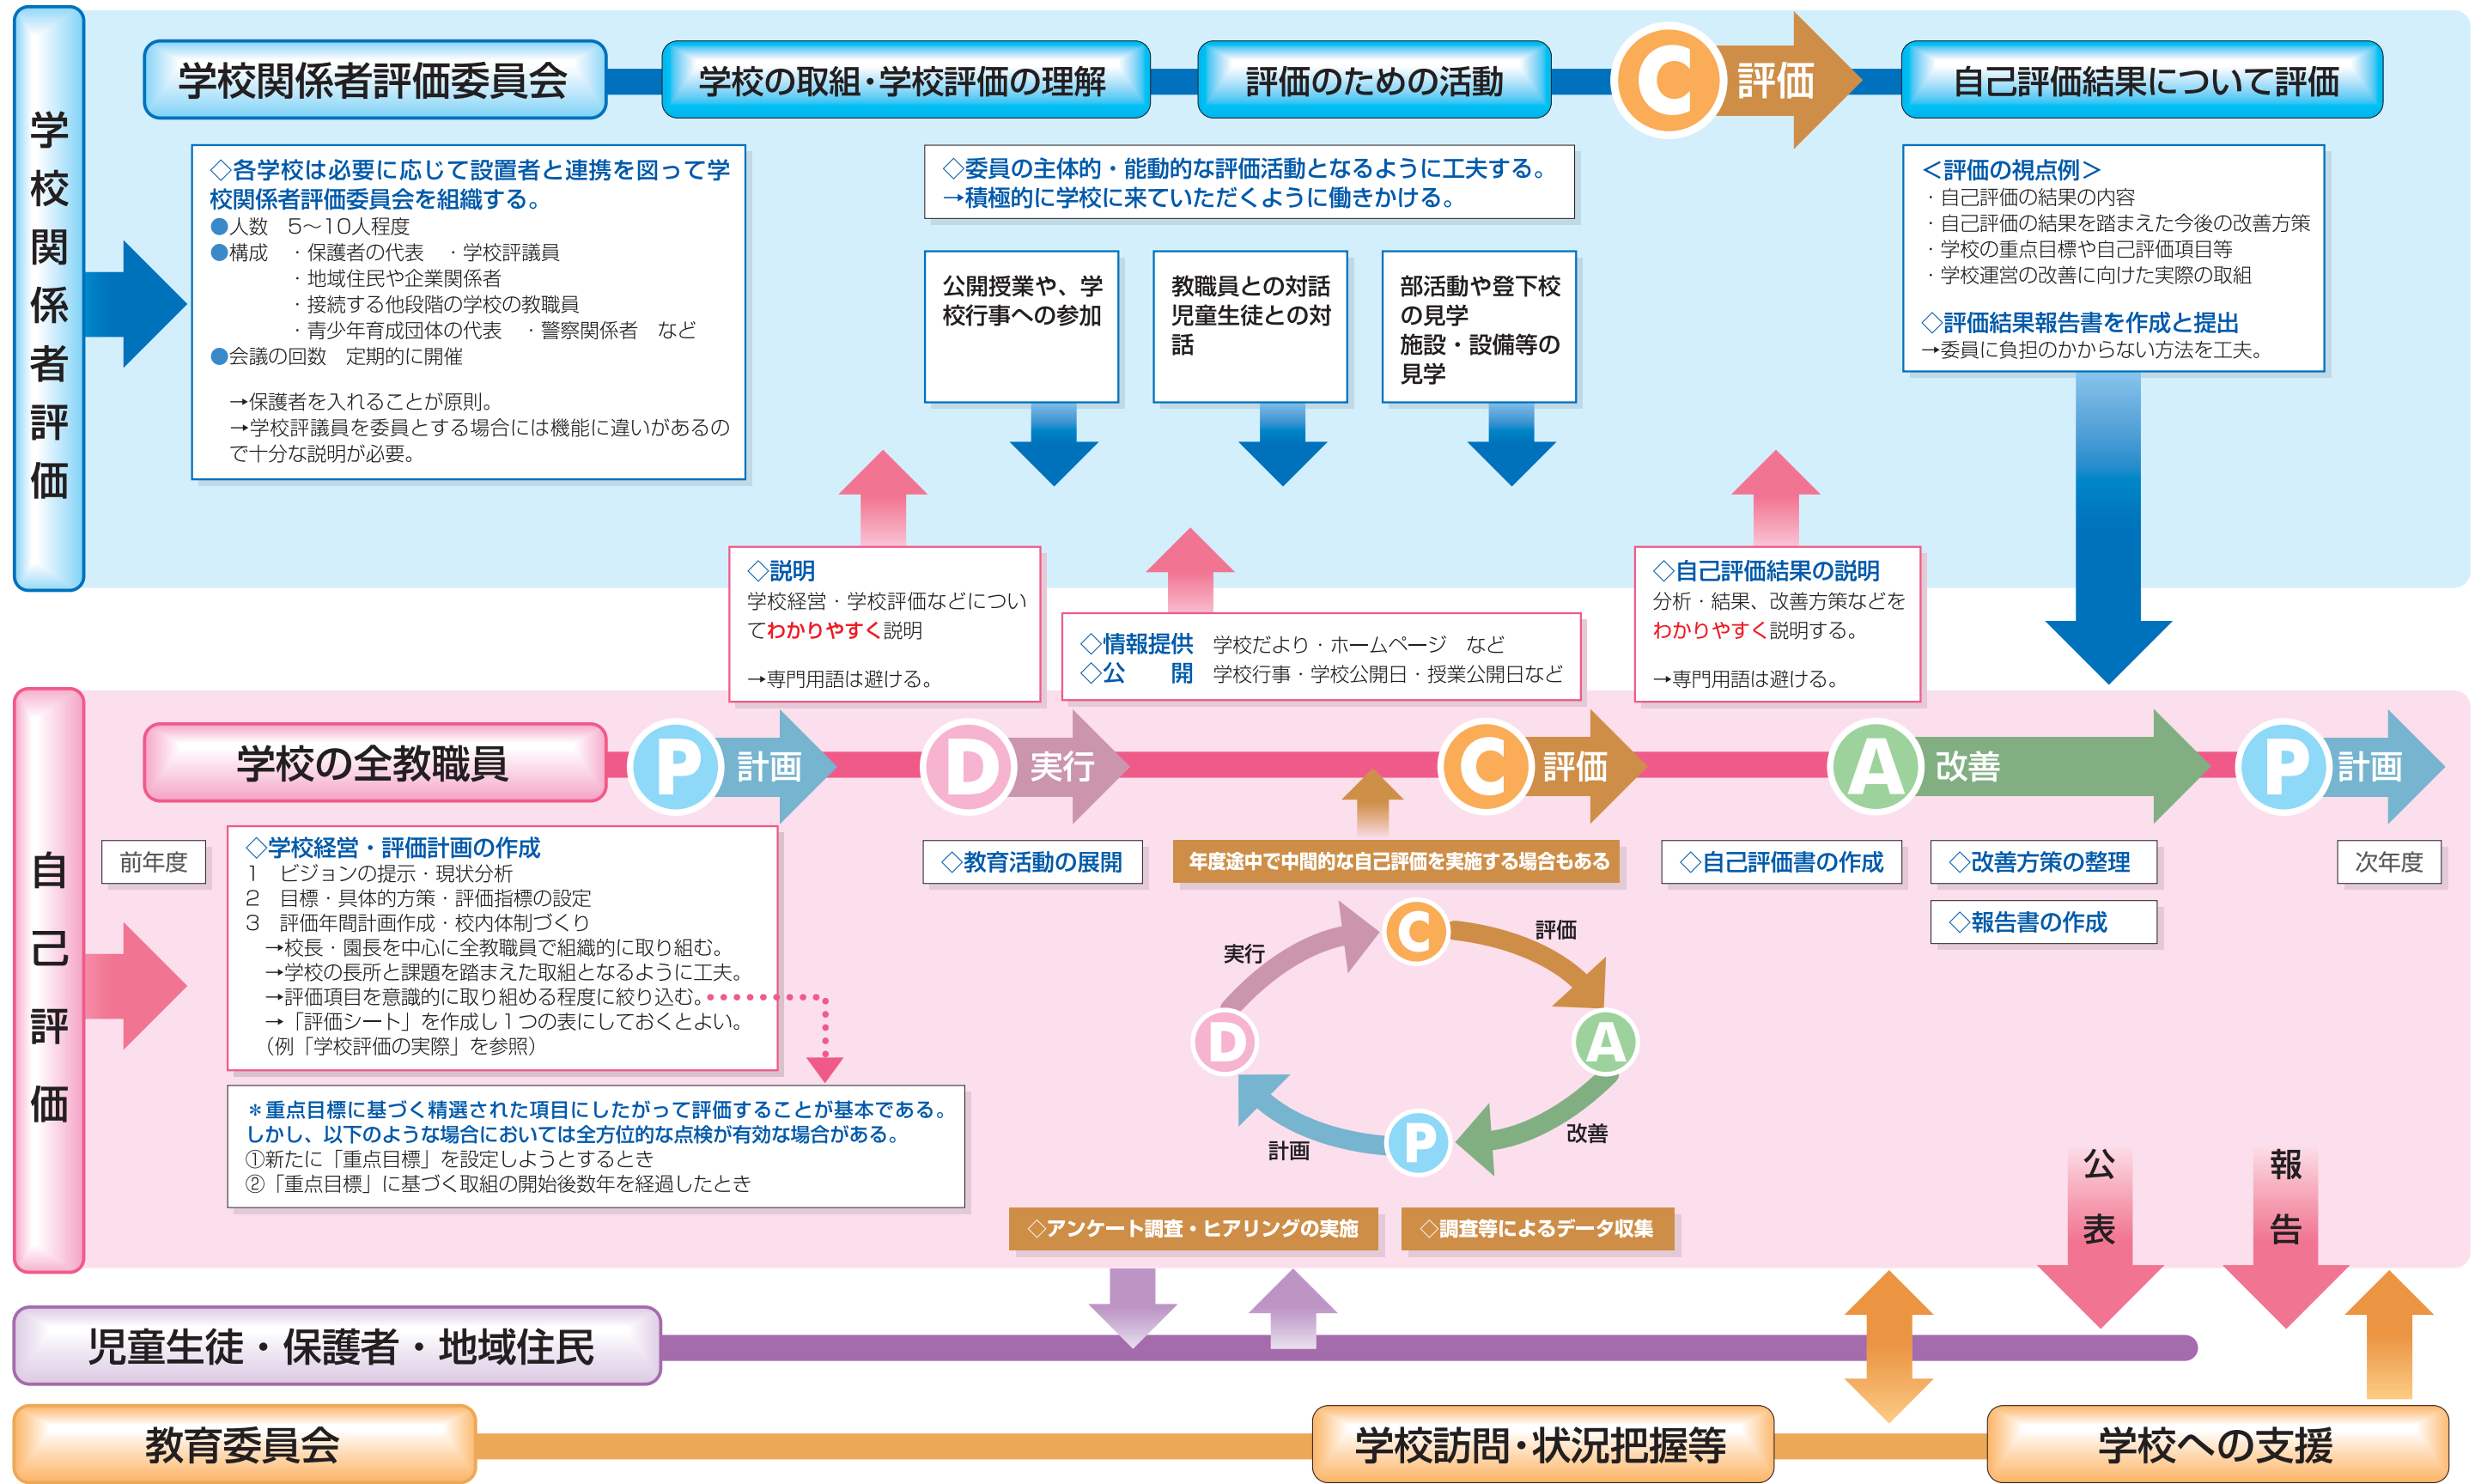 学校関係者評価
学校関係者評価委員会
学校の取組・学校評価の理解
評価のための活動
C
評価
自己評価結果について評価
◇各学校は必要に応じて設置者と連携を図って学
校関係者評価委員会を組織する。
●人数　5〜10人程度
●構成　・保護者の代表　・学校評議員
・地域住民や企業関係者
・接続する他段階の学校の教職員
・青少年育成団体の代表　・警察関係者　など
●会議の回数　定期的に開催
→保護者を入れることが原則。
→学校評議員を委員とする場合には機能に違いがあるの
で十分な説明が必要。
◇委員の主体的・能動的な評価活動となるように工夫する。
→積極的に学校に来ていただくように働きかける。
公開授業や、学
校行事への参加
教職員との対話
児童生徒との対
話
部活動や登下校
の見学
施設・設備等の
見学
＜評価の視点例＞
・自己評価の結果の内容
・自己評価の結果を踏まえた今後の改善方策
・学校の重点目標や自己評価項目等
・学校運営の改善に向けた実際の取組
◇評価結果報告書を作成と提出
→委員に負担のかからない方法を工夫。
◇説明
学校経営・学校評価などについ
てわかりやすく説明
→専門用語は避ける。
◇情報提供　学校だより・ホームページ　など
◇公　開　学校行事・学校公開日・授業公開日など
◇自己評価結果の説明
分析・結果、改善方策などを
わかりやすく説明する。
→専門用語は避ける。
自己評価
学校の全教職員
P
計画
D
実行
C
評価
A
改善
P
計画
前年度
◇学校経営・評価計画の作成
1　ビジョンの提示・現状分析
2　目標・具体的方策・評価指標の設定
3　評価年間計画作成・校内体制づくり
→校長・園長を中心に全教職員で組織的に取り組む。
→学校の長所と課題を踏まえた取組となるように工夫。
→評価項目を意識的に取り組める程度に絞り込む。
→「評価シート」を作成し１つの表にしておくとよい。
（例「学校評価の実際」を参照）
◇教育活動の展開
年度途中で中間的な自己評価を実施する場合もある
◇自己評価書の作成
◇改善方策の整理
◇報告書の作成
次年度
C
評価
A
改善
P
計画
D
実行
＊重点目標に基づく精選された項目にしたがって評価することが基本である。
しかし、以下のような場合においては全方位的な点検が有効な場合がある。
①新たに「重点目標」を設定しようとするとき
②「重点目標」に基づく取組の開始後数年を経過したとき
◇アンケート調査・ヒアリングの実施
◇調査等によるデータ収集
公表
報告
児童生徒・保護者・地域住民
教育委員会
学校訪問・状況把握等
学校への支援